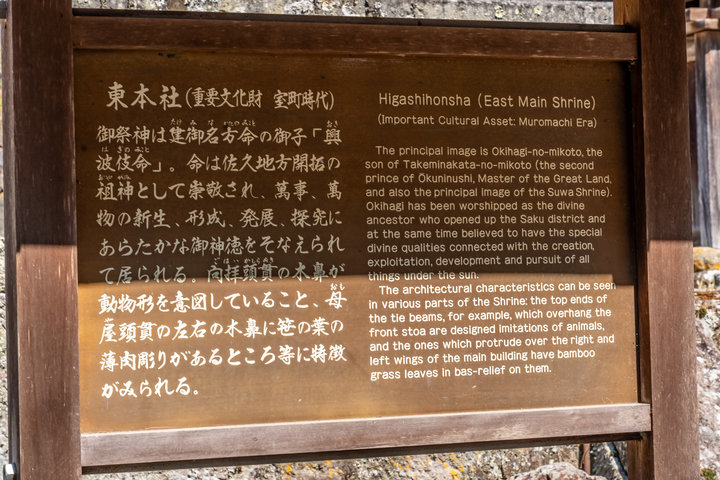 東本社(重要文化財 室町時代)
御祭神は建御名方命の御子「興
波岐命」。命は佐久地方開拓の
祖神として崇敬され、萬事、萬
物の新生、形成、発展、探究に
あらたかな御神徳をそなえられ
て居られる。向拝頭貫の木鼻が
動物形を意図していること、母
屋頭貫の左右の木鼻に笹の葉の
薄肉彫りがあるところ等に特徴
がみられる。
Higashihonsha (East Main Shrine)
(Important Cultural Asset: Muromachi Era)
The principal image is Okihagi-no-mikoto, the
son of Takeminakata-no-mikoto (the second
prince of Okuninushi, Master of the Great Land,
and also the principal image of the Suwa Shrine).
Okihagi has been worshipped as the divine
ancestor who opened up the Saku district and
at the same time believed to have the special
divine qualities connected with the creation,
exploitation, development and pursuit of all
things under the sun.
The architectural characteristics can be seen
in various parts of the Shrine: the top ends of
the tie beams, for example, which overhang the
front stoa are designed imitations of animals,
and the ones which protrude over the right and
left wings of the main building have bamboo
grass leaves in bas-relief on them.